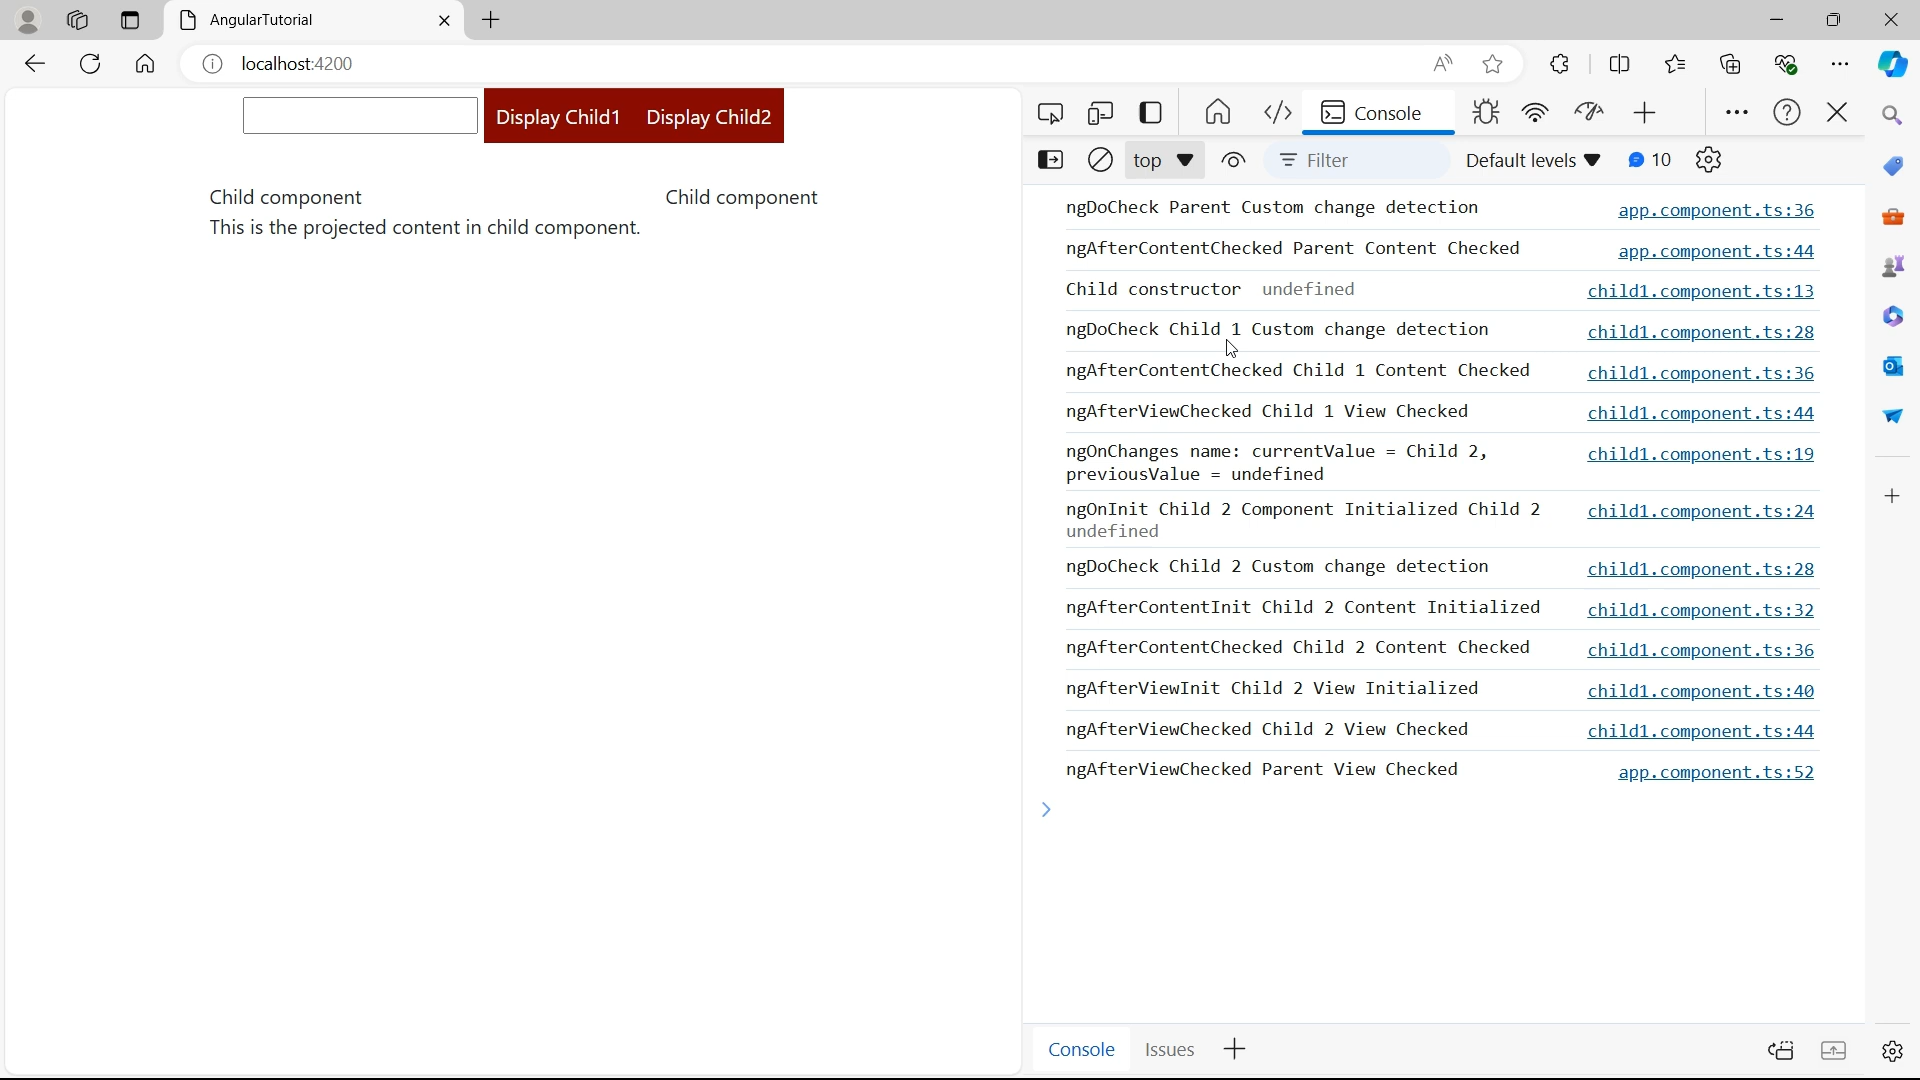 AngularTutorial
localhost:4200
Display Child1 Display Child2
Child component
This is the projected content in child component.
Child component
Console
top Filter Default levels 10
ngDoCheck Parent Custom change detection app.component.ts:36
ngAfterContentChecked Parent Content Checked app.component.ts:44
Child constructor undefined child1.component.ts:13
ngDoCheck Child 1 Custom change detection child1.component.ts:28
ngAfterContentChecked Child 1 Content Checked child1.component.ts:36
ngAfterViewChecked Child 1 View Checked child1.component.ts:44
ngOnChanges name: currentValue = Child 2, child1.component.ts:19
previousValue = undefined
ngOnInit Child 2 Component Initialized Child 2 child1.component.ts:24
undefined
ngDoCheck Child 2 Custom change detection child1.component.ts:28
ngAfterContentInit Child 2 Content Initialized child1.component.ts:32
ngAfterContentChecked Child 2 Content Checked child1.component.ts:36
ngAfterViewInit Child 2 View Initialized child1.component.ts:40
ngAfterViewChecked Child 2 View Checked child1.component.ts:44
ngAfterViewChecked Parent View Checked app.component.ts:52
Console Issues